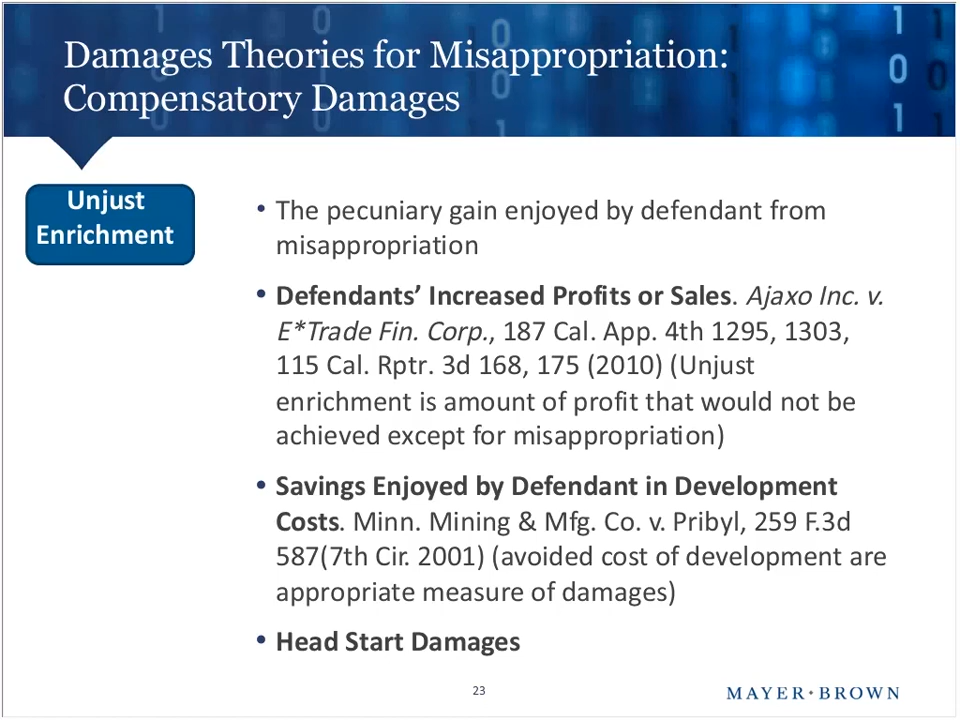 Damages Theories for Misappropriation:
Compensatory Damages
Unjust
Enrichment
• The pecuniary gain enjoyed by defendant from
misappropriation
• Defendants’ Increased Profits or Sales. Ajaxo Inc. v.
E*Trade Fin. Corp., 187 Cal. App. 4th 1295, 1303,
115 Cal. Rptr. 3d 168, 175 (2010) (Unjust
enrichment is amount of profit that would not be
achieved except for misappropriation)
• Savings Enjoyed by Defendant in Development
Costs. Minn. Mining & Mfg. Co. v. Pribyl, 259 F.3d
587(7th Cir. 2001) (avoided cost of development are
appropriate measure of damages)
• Head Start Damages
23
MAYER•BROWN